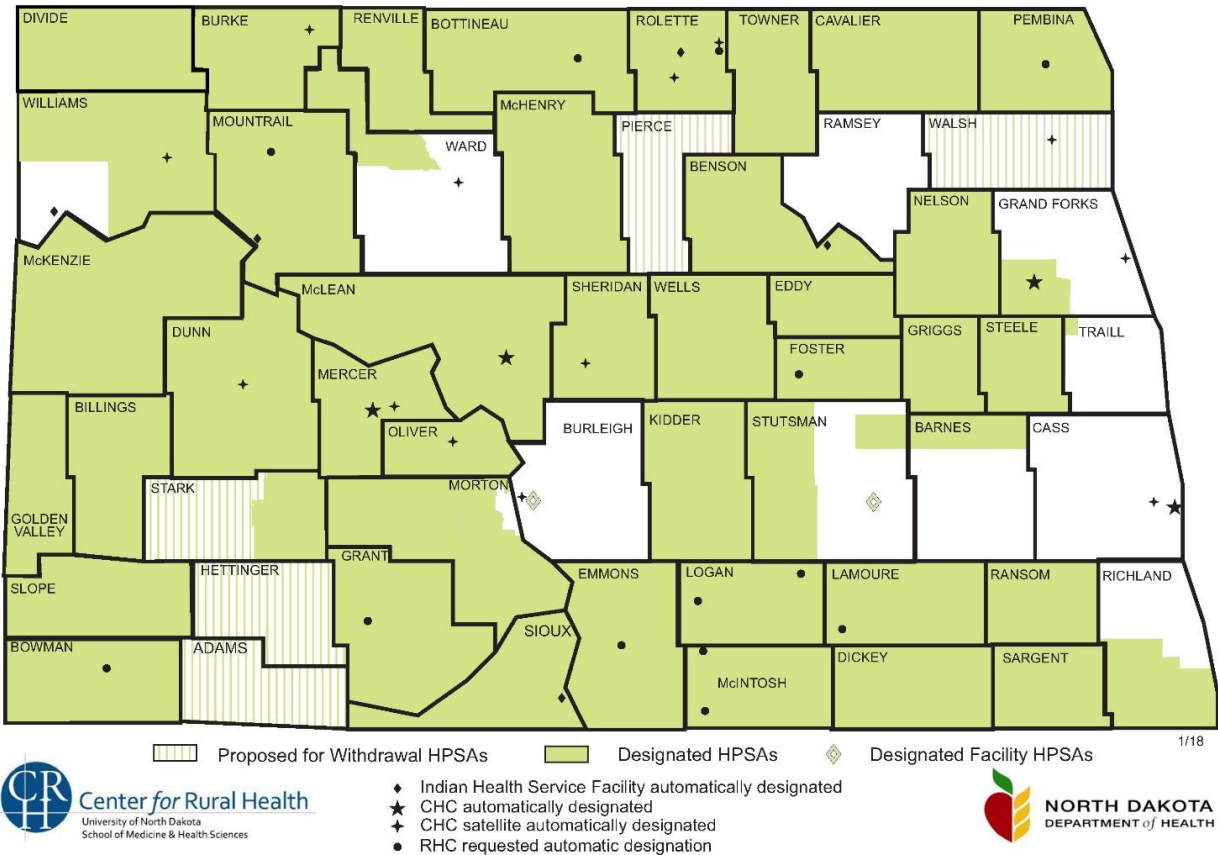 DIVIDE
BURKE
RENVILLE
BOTTINEAU
ROLETTE
TOWNER
CAVALIER
PEMBINA
WILLIAMS
MOUNTRAIL
WARD
McHENRY
PIERCE
RAMSEY
WALSH
BENSON
NELSON
GRAND FORKS
McKENZIE
DUNN
McLEAN
SHERIDAN
WELLS
EDDY
FOSTER
GRIGGS
STEELE
TRAILL
MERCER
OLIVER
BILLINGS
GOLDEN
VALLEY
STARK
MORTON
BURLEIGH
KIDDER
STUTSMAN
BARNES
CASS
SLOPE
HETTINGER
GRANT
EMMONS
LOGAN
LAMOURE
RANSOM
RICHLAND
BOWMAN
ADAMS
SIOUX
McINTOSH
DICKEY
SARGENT
1/18
Proposed for Withdrawal HPSAs
Designated HPSAs
Designated Facility HPSAs
Indian Health Service Facility automatically designated
CHC automatically designated
CHC satellite automatically designated
RHC requested automatic designation
CRH
Center for Rural Health
University of North Dakota
School of Medicine & Health Sciences
NORTH DAKOTA
DEPARTMENT of HEALTH